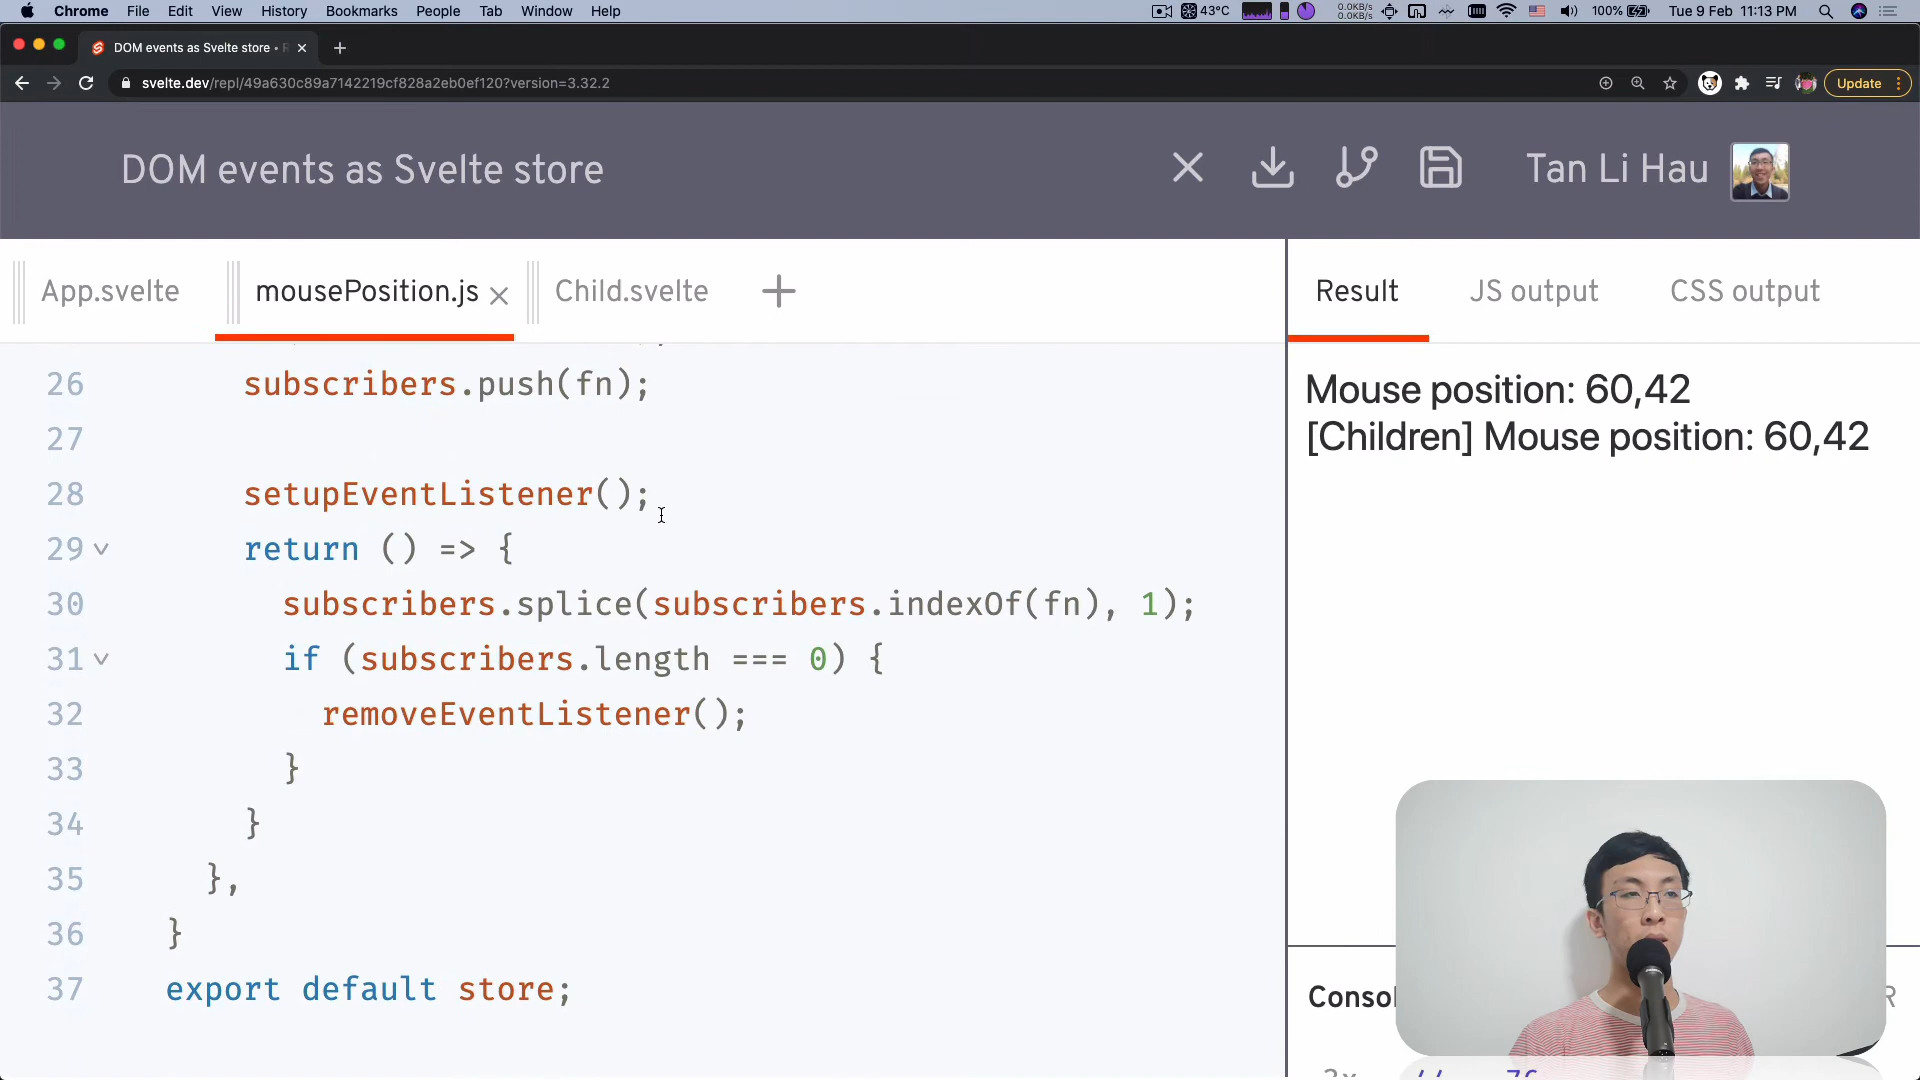 Chrome File Edit View History Bookmarks People Tab Window Help 43°C 0.0KB/s 0.0KB/s 100% Tue 9 Feb 11:13 PM
DOM events as Svelte store •
svelte.dev/repl/49a630c89a7142219cf828a2eb0ef120?version=3.32.2 Update
DOM events as Svelte store Tan Li Hau
App.svelte mousePosition.js Child.svelte Result JS output CSS output
26 subscribers.push(fn);
27
28 setupEventListener();
29 return () => {
30 subscribers.splice(subscribers.indexOf(fn), 1);
31 if (subscribers.length === 0) {
32 removeEventListener();
33 }
34 }
35 },
36 }
37 export default store;
Mouse position: 60,42
[Children] Mouse position: 60,42